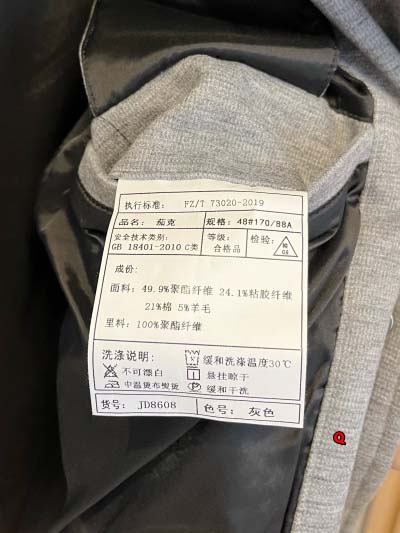 执行标准: FZ/T 73020-2019
品名: 茄克 规格: 48#170/88A
安全技术类别: GB 18401-2010 C类 等级: 合格品 检验: 检 08
成份:
面料: 49.9%聚酯纤维 24.1%粘胶纤维
21%棉 5%羊毛
里料: 100%聚酯纤维
洗涤说明: 缓和洗涤温度30℃
不可漂白 悬挂晾干
中温烫布熨烫 缓和干洗
货号: JD8608 色号: 灰色
Q